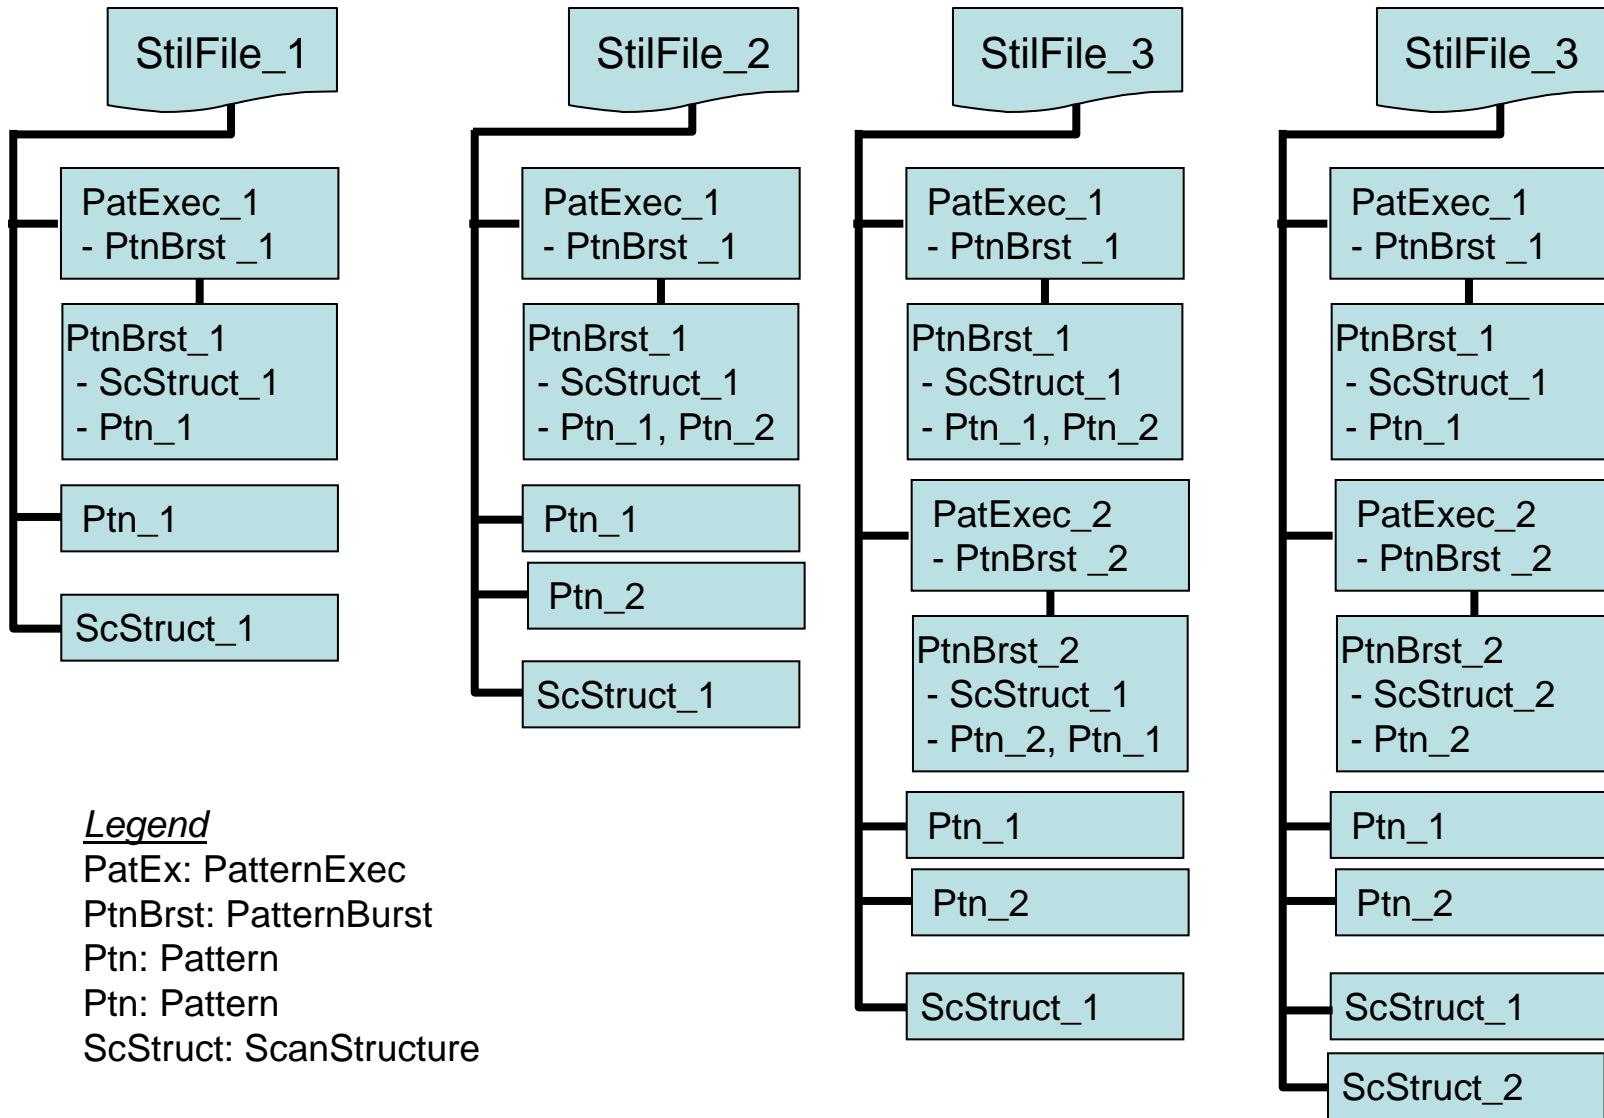 StilFile_1
PatExec_1
- PtnBrst _1
PtnBrst_1
- ScStruct_1
- Ptn_1
Ptn_1
ScStruct_1
StilFile_2
PatExec_1
- PtnBrst _1
PtnBrst_1
- ScStruct_1
- Ptn_1, Ptn_2
Ptn_1
Ptn_2
ScStruct_1
StilFile_3
PatExec_1
- PtnBrst _1
PtnBrst_1
- ScStruct_1
- Ptn_1, Ptn_2
PatExec_2
- PtnBrst _2
PtnBrst_2
- ScStruct_1
- Ptn_2, Ptn_1
Ptn_1
Ptn_2
ScStruct_1
StilFile_3
PatExec_1
- PtnBrst _1
PtnBrst_1
- ScStruct_1
- Ptn_1
PatExec_2
- PtnBrst _2
PtnBrst_2
- ScStruct_2
- Ptn_2
Ptn_1
Ptn_2
ScStruct_1
ScStruct_2
Legend
PatEx: PatternExec
PtnBrst: PatternBurst
Ptn: Pattern
Ptn: Pattern
ScStruct: ScanStructure